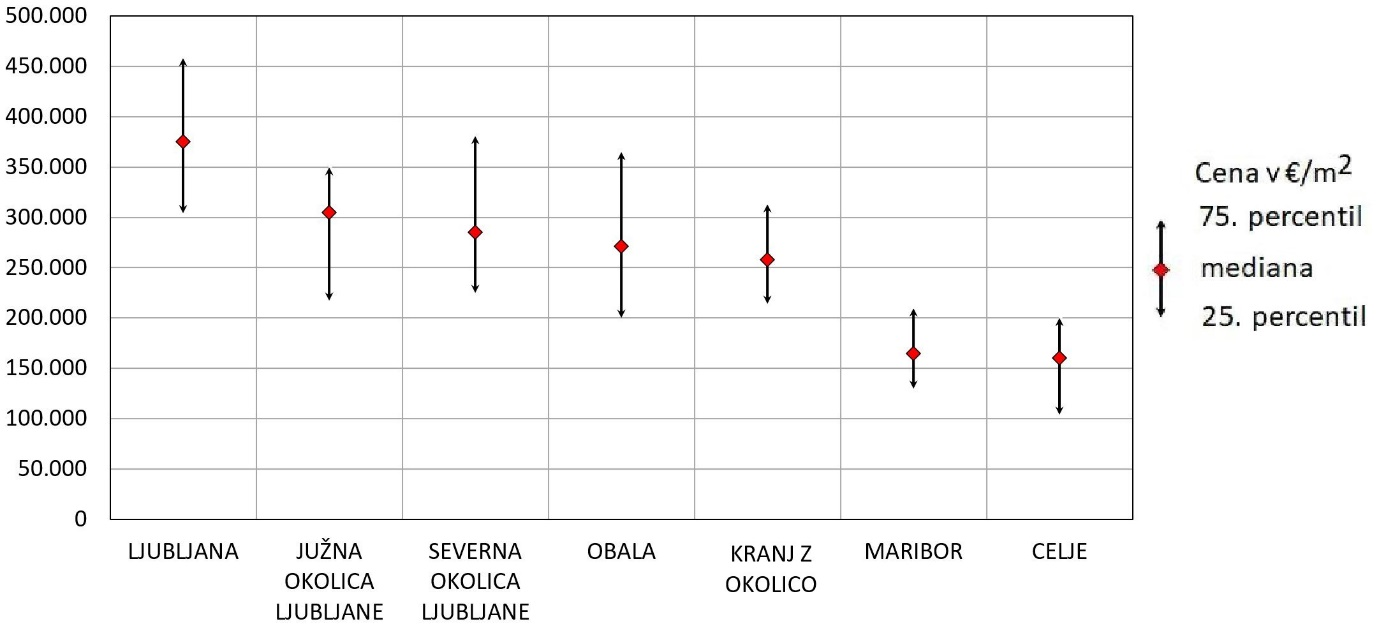 500.000
450.000
400.000
350.000
300.000
250.000
200.000
150.000
100.000
50.000
0
LJUBLJANA
JUŽNA
OKOLICA
LJUBLJANE
SEVERNA
OKOLICA
LJUBLJANE
OBALA
KRANJ Z
OKOLICO
MARIBOR
CELJE
Cena v €/m²
75. percentil
mediana
25. percentil